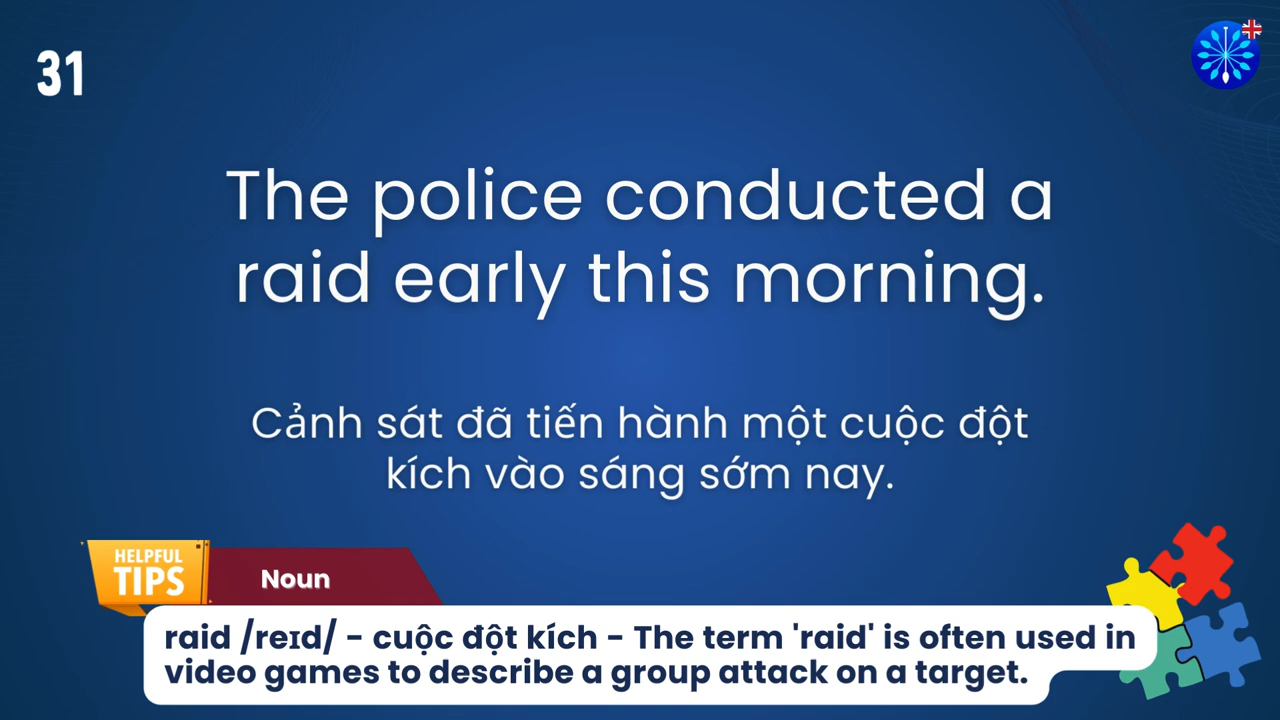 31
The police conducted a
raid early this morning.
Cảnh sát đã tiến hành một cuộc đột
kích vào sáng sớm nay.
HELPFUL
TIPS
Noun
raid /reɪd/ - cuộc đột kích - The term 'raid' is often used in
video games to describe a group attack on a target.